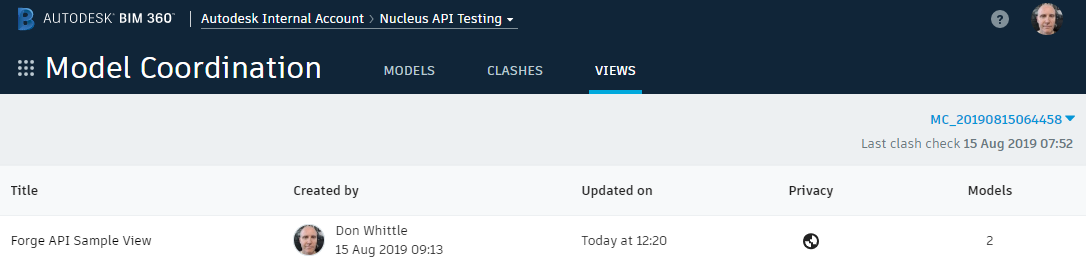 AUTODESK® BIM 360™ Autodesk Internal Account > Nucleus API Testing
?
Model Coordination MODELS CLASHES VIEWS
MC_20190815064458
Last clash check 15 Aug 2019 07:52
Title Created by Updated on Privacy Models
Forge API Sample View Don Whittle Today at 12:20 2
15 Aug 2019 09:13